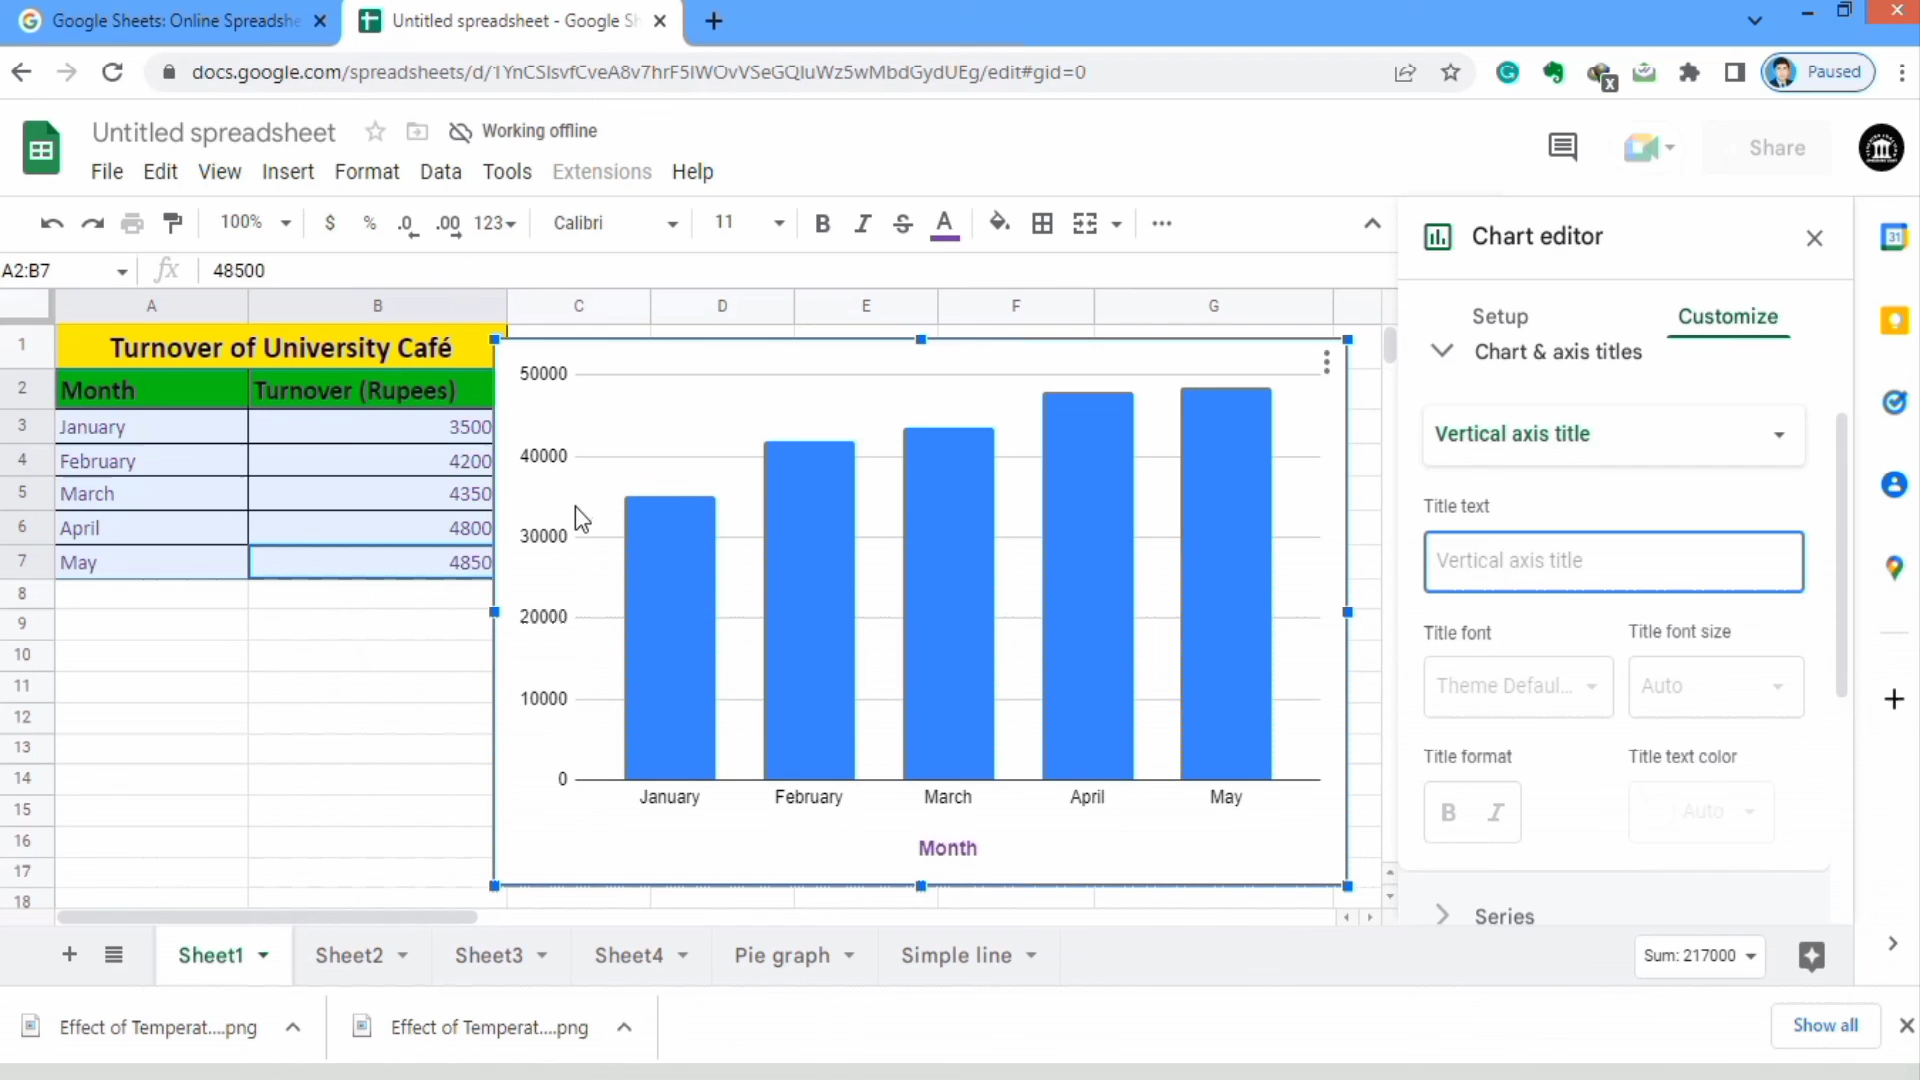 Google Sheets: Online Spreadshe
Untitled spreadsheet - Google Sh
docs.google.com/spreadsheets/d/1YnCSIsvfCveA8v7hrF5IWOvVSeGQIuWz5wMbdGydUEg/edit#gid=0
Paused
Untitled spreadsheet
Working offline
Share
File Edit View Insert Format Data Tools Extensions Help
100% $ % .0 .00 123 Calibri 11 B I S A
Chart editor
31
A2:B7 fx 48500
A B C D E F G
Setup Customize
Chart & axis titles
1 Turnover of University Café
2 Month Turnover (Rupees)
3 January 3500
4 February 4200
5 March 4350
6 April 4800
7 May 4850
8
9
10
11
12
13
14
15
16
17
18
50000
40000
30000
20000
10000
0
January February March April May
Month
Vertical axis title
Title text
Vertical axis title
Title font Title font size
Theme Defaul... Auto
Title format Title text color
B I Auto
Series
Sheet1 Sheet2 Sheet3 Sheet4 Pie graph Simple line
Sum: 217000
Effect of Temperat....png Effect of Temperat....png
Show all